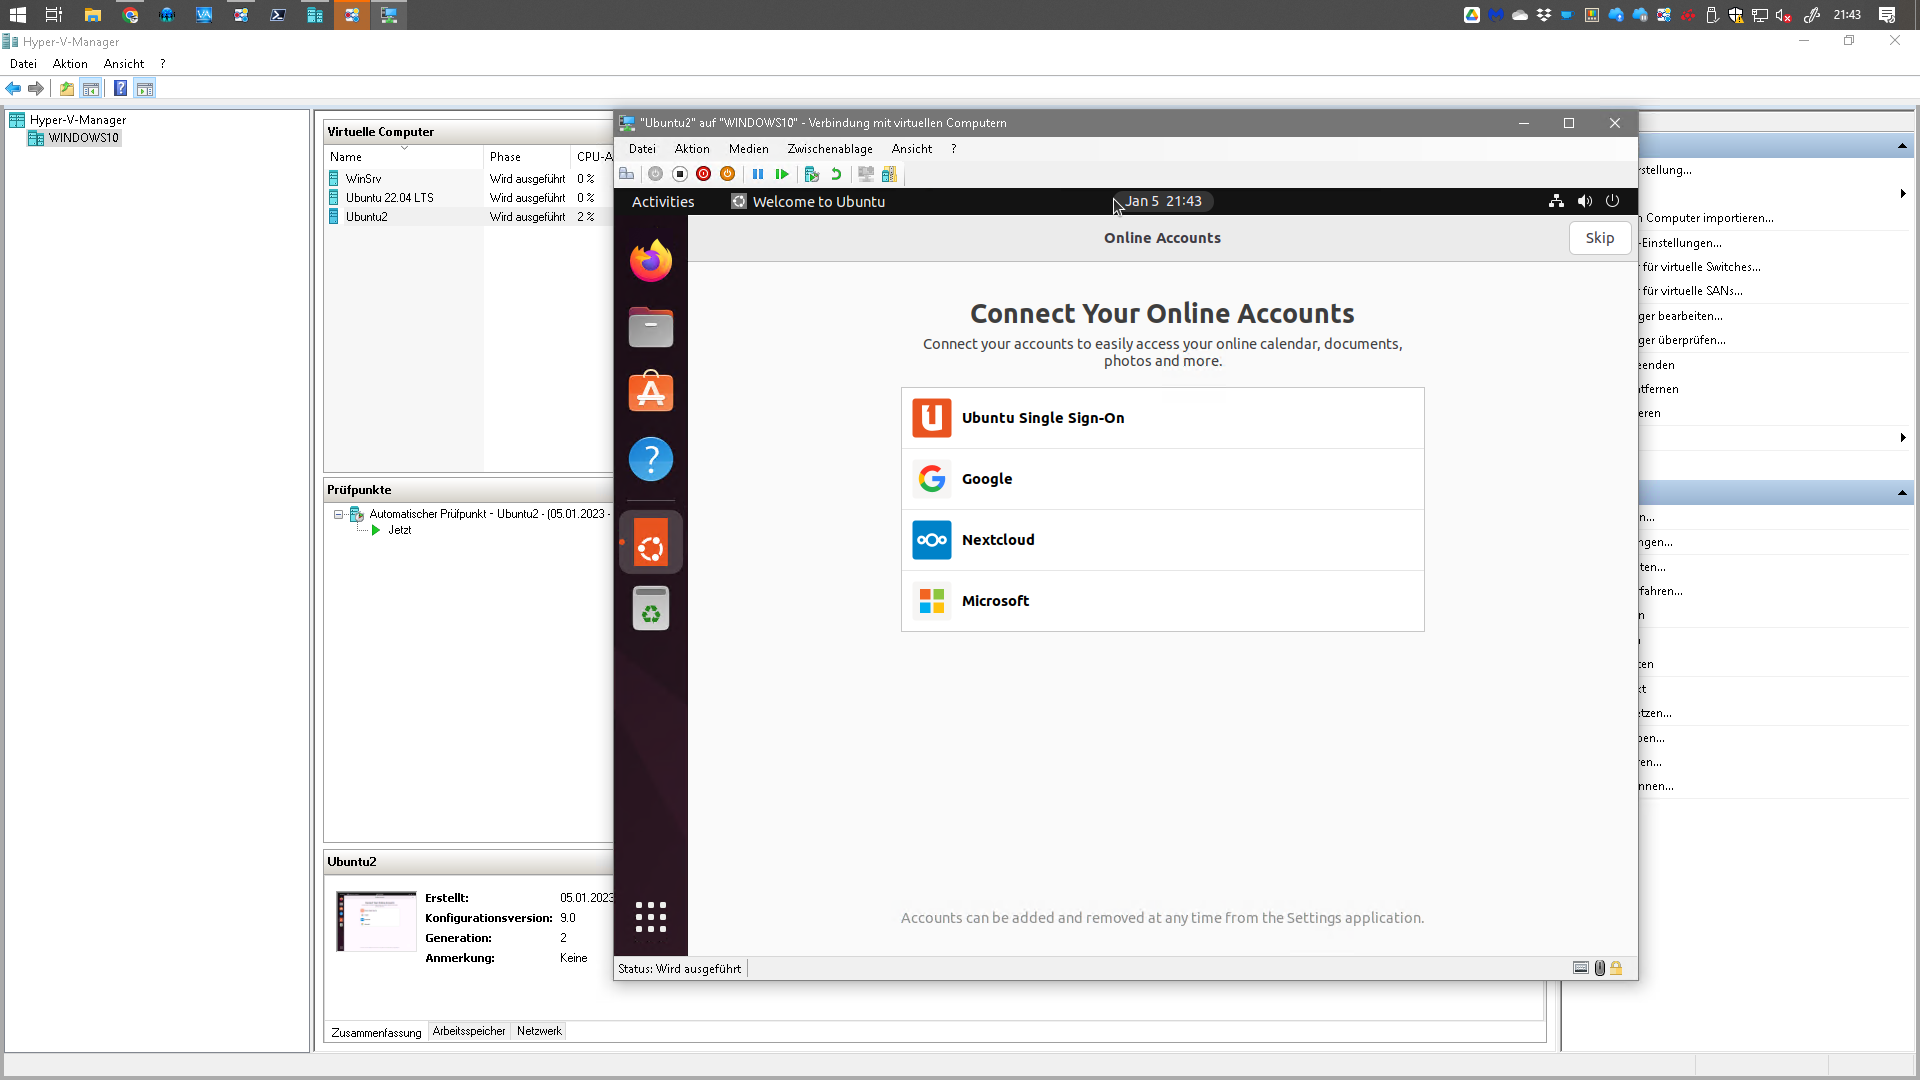 21:43
Hyper-V-Manager
Datei Aktion Ansicht ?
Hyper-V-Manager
WINDOWS10
Virtuelle Computer
Name Phase CPU-A
WinSrv Wird ausgeführt 0 %
Ubuntu 22.04 LTS Wird ausgeführt 0 %
Ubuntu2 Wird ausgeführt 2 %
Prüfpunkte
Automatischer Prüfpunkt - Ubuntu2 - (05.01.2023 -
Jetzt
Ubuntu2
Erstellt: 05.01.2023
Konfigurationsversion: 9.0
Generation: 2
Anmerkung: Keine
Zusammenfassung Arbeitsspeicher Netzwerk
"Ubuntu2" auf "WINDOWS10" - Verbindung mit virtuellen Computern
Datei Aktion Medien Zwischenablage Ansicht ?
Activities Welcome to Ubuntu Jan 5 21:43
Online Accounts Skip
Connect Your Online Accounts
Connect your accounts to easily access your online calendar, documents,
photos and more.
Ubuntu Single Sign-On
Google
Nextcloud
Microsoft
Accounts can be added and removed at any time from the Settings application.
Status: Wird ausgeführt
rstellung...
n Computer importieren...
-Einstellungen...
für virtuelle Switches...
für virtuelle SANs...
ger bearbeiten...
ger überprüfen...
eenden
tfernen
eren
n...
ngen...
ten...
fahren...
n
ten
kt
etzen...
ben...
ren...
nnen...